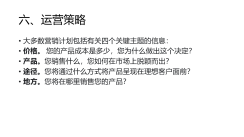 六、运营策略
• 大多数营销计划包括有关四个关键主题的信息：
• 价格。 您的产品成本是多少，您为什么做出这个决定？
• 产品。您销售什么，您如何在市场上脱颖而出？
• 途径。您将通过什么方式将产品呈现在理想客户面前？
• 地方。您将在哪里销售您的产品？